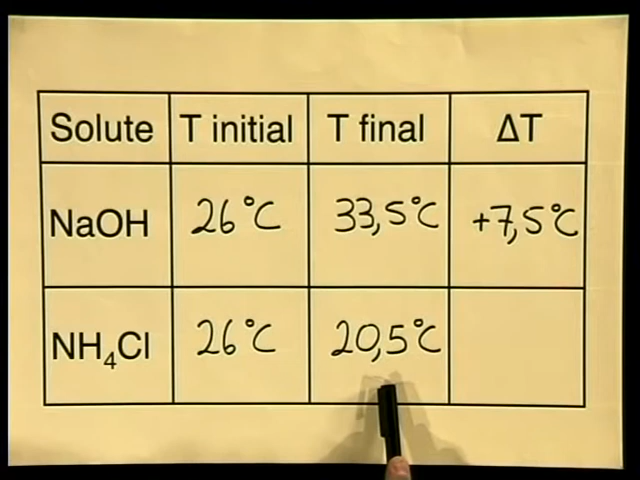 Solute T initial T final ΔT
NaOH 26°C 33,5°C +7,5°C
NH₄Cl 26°C 20,5°C